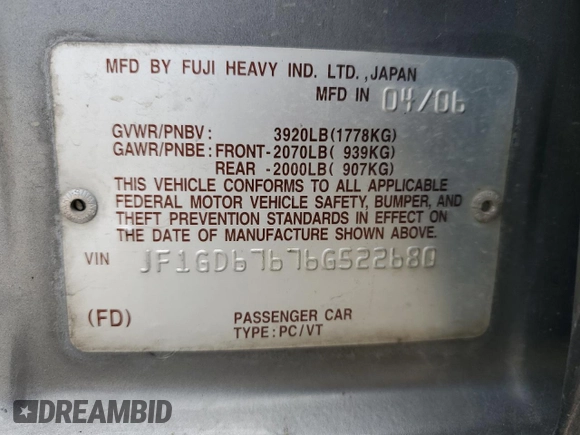 MFD BY FUJI HEAVY IND. LTD.,JAPAN
MFD IN 04/06
GVWR/PNBV: 3920LB(1778KG)
GAWR/PNBE: FRONT-2070LB( 939KG)
REAR -2000LB( 907KG)
THIS VEHICLE CONFORMS TO ALL APPLICABLE
FEDERAL MOTOR VEHICLE SAFETY, BUMPER, AND
THEFT PREVENTION STANDARDS IN EFFECT ON
THE DATE OF MANUFACTURE SHOWN ABOVE.
VIN JF1GD67676G522680
(FD) PASSENGER CAR
TYPE:PC/VT
DREAMBID